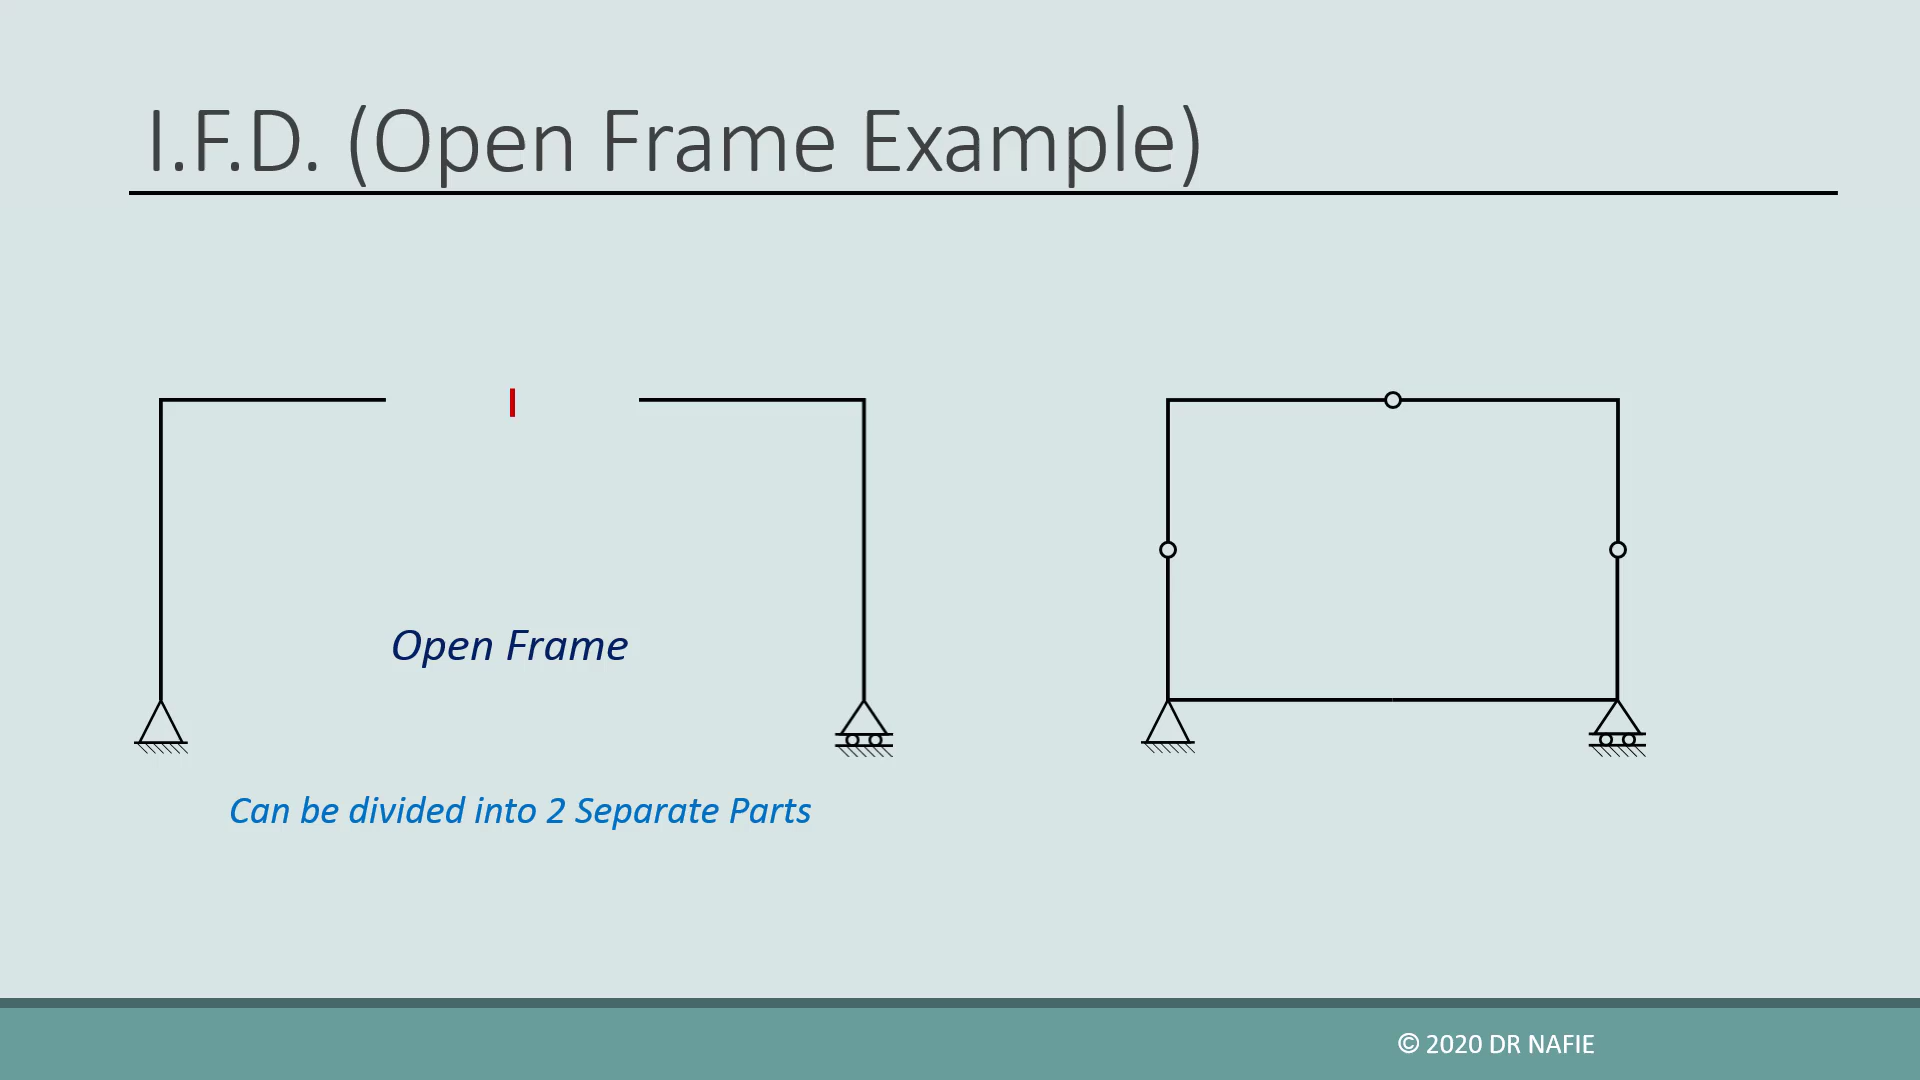 I.F.D. (Open Frame Example)
Open Frame
Can be divided into 2 Separate Parts
© 2020 DR NAFIE